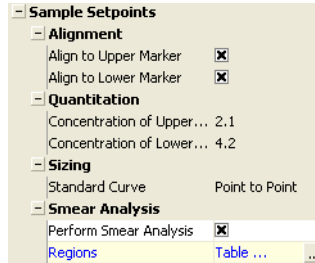 Sample Setpoints
Alignment
Align to Upper Marker
Align to Lower Marker
Quantitation
Concentration of Upper... 2.1
Concentration of Lower... 4.2
Sizing
Standard Curve Point to Point
Smear Analysis
Perform Smear Analysis
Regions Table ... ..